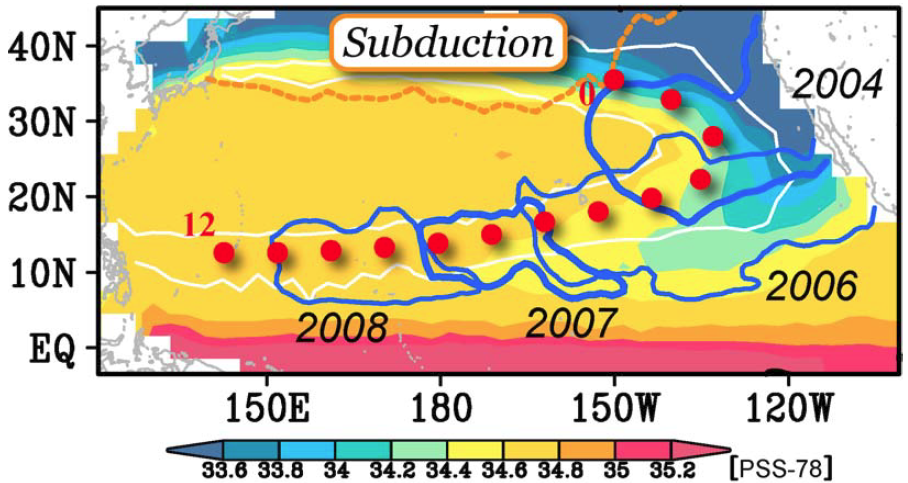 40N
Subduction
2004
0
30N
20N
12
10N
2006
2008
2007
EQ
150E 180 150W 120W
33.6 33.8 34 34.2 34.4 34.6 34.8 35 35.2 [PSS-78]